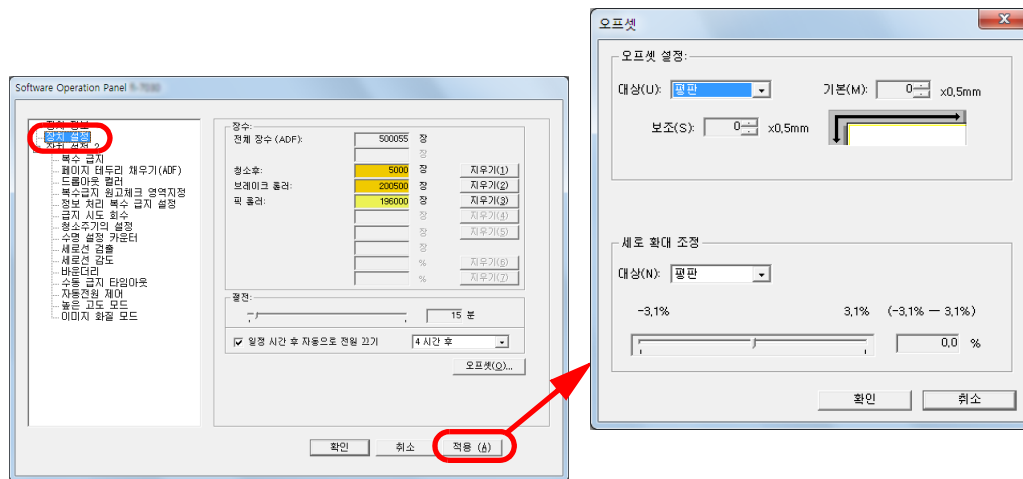 Software Operation Panel
장치 정보
장치 설정
장치 설정 2
복수 급지
페이지 테두리 채우기(ADF)
드롭아웃 컬러
복수급지 원고체크 영역지정
정보 처리 복수 급지 설정
급지 시도 회수
청소주기의 설정
수명 설정 카운터
세로선 검출
세로선 감도
바운더리
수동 급지 타임아웃
자동전원 제어
높은 고도 모드
이미지 화질 모드
장수:
전체 장수 (ADF): 500055 장
장
청소후: 5000 장 지우기(1)
브레이크 롤러: 200500 장 지우기(2)
픽 롤러: 196000 장 지우기(3)
장 지우기(4)
장 지우기(5)
장
% 지우기(6)
% 지우기(7)
절전:
15 분
일정 시간 후 자동으로 전원 끄기 4 시간 후
오프셋(O)...
확인 취소 적용 (A)
오프셋
오프셋 설정:
대상(U): 평판 기본(M): 0 x0,5mm
보조(S): 0 x0,5mm
세로 확대 조정
대상(N): 평판
-3,1% 3,1% (-3,1% — 3,1%)
0,0 %
확인 취소